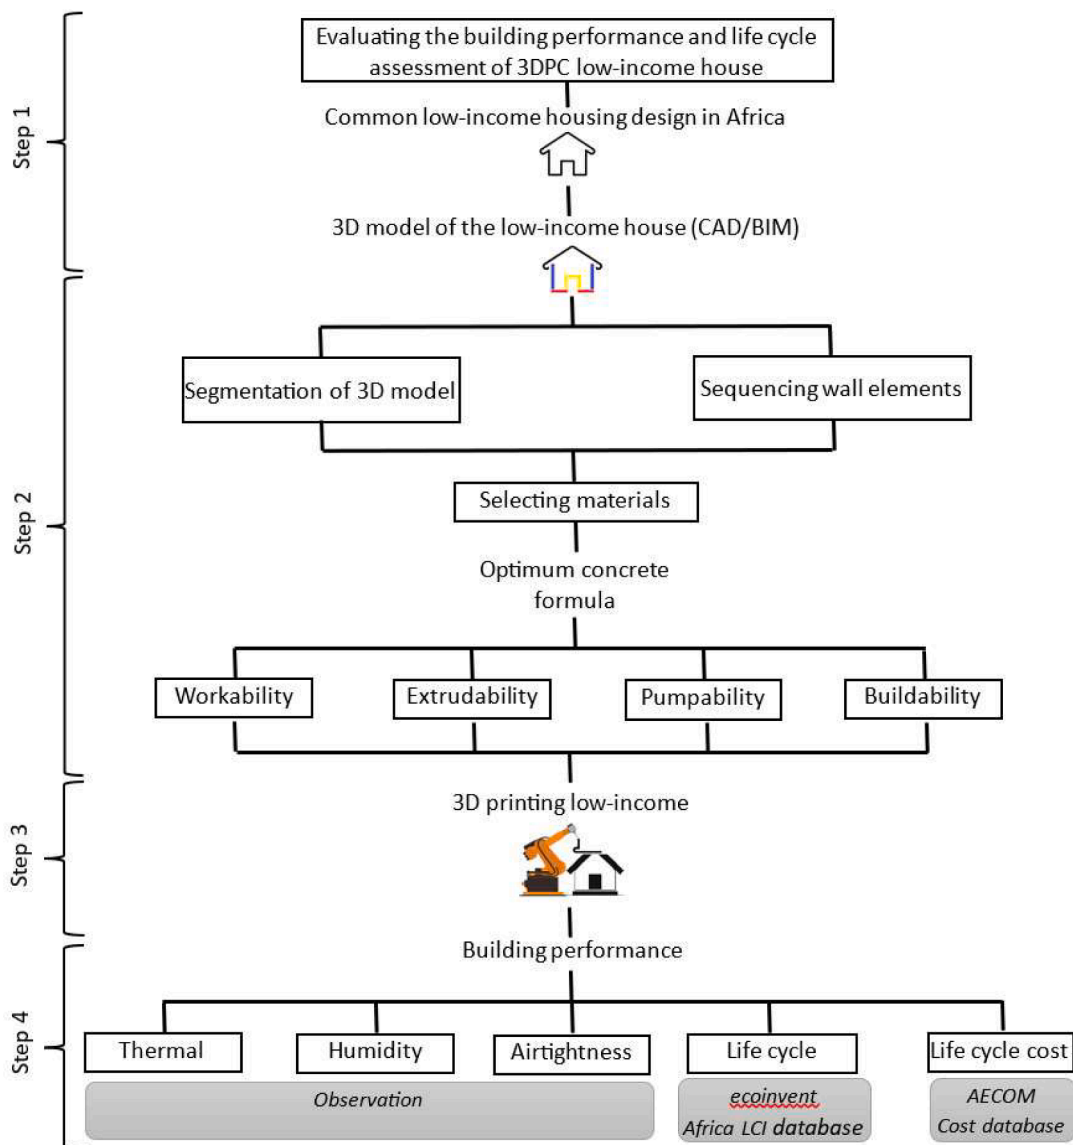 Evaluating the building performance and life cycle
assessment of 3DPC low-income house
Step 1
Common low-income housing design in Africa
3D model of the low-income house (CAD/BIM)
Segmentation of 3D model
Sequencing wall elements
Step 2
Selecting materials
Optimum concrete
formula
Workability
Extrudability
Pumpability
Buildability
3D printing low-income
Step 3
Building performance
Step 4
Thermal
Humidity
Airtightness
Life cycle
Life cycle cost
Observation
ecoinvent
Africa LCI database
AECOM
Cost database